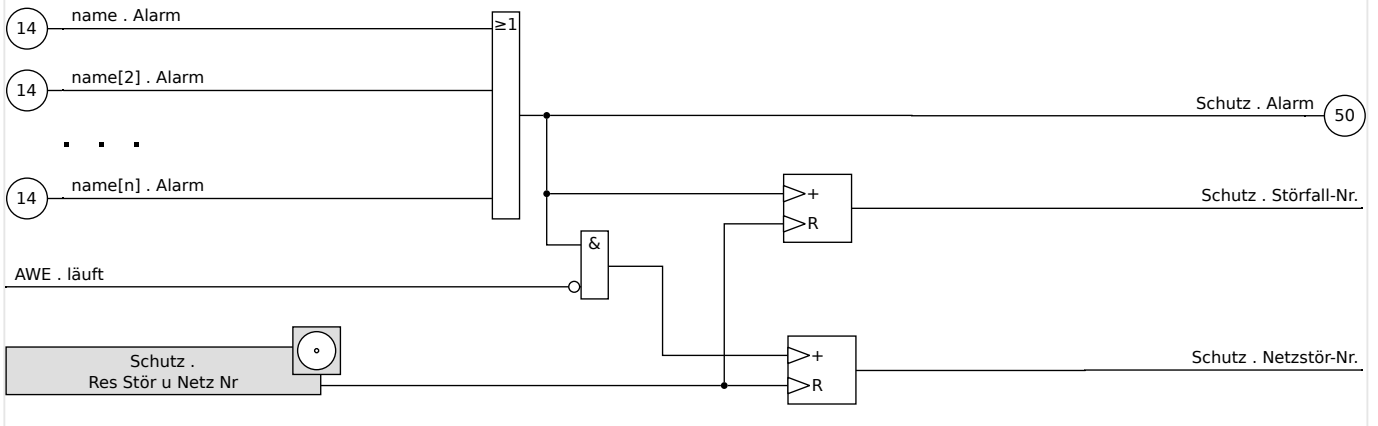 14
name . Alarm
≥1
14
name[2] . Alarm
Schutz . Alarm
50
. . .
14
name[n] . Alarm
+
Schutz . Störfall-Nr.
R
&
AWE . läuft
Schutz .
Res Stör u Netz Nr
+
Schutz . Netzstör-Nr.
R